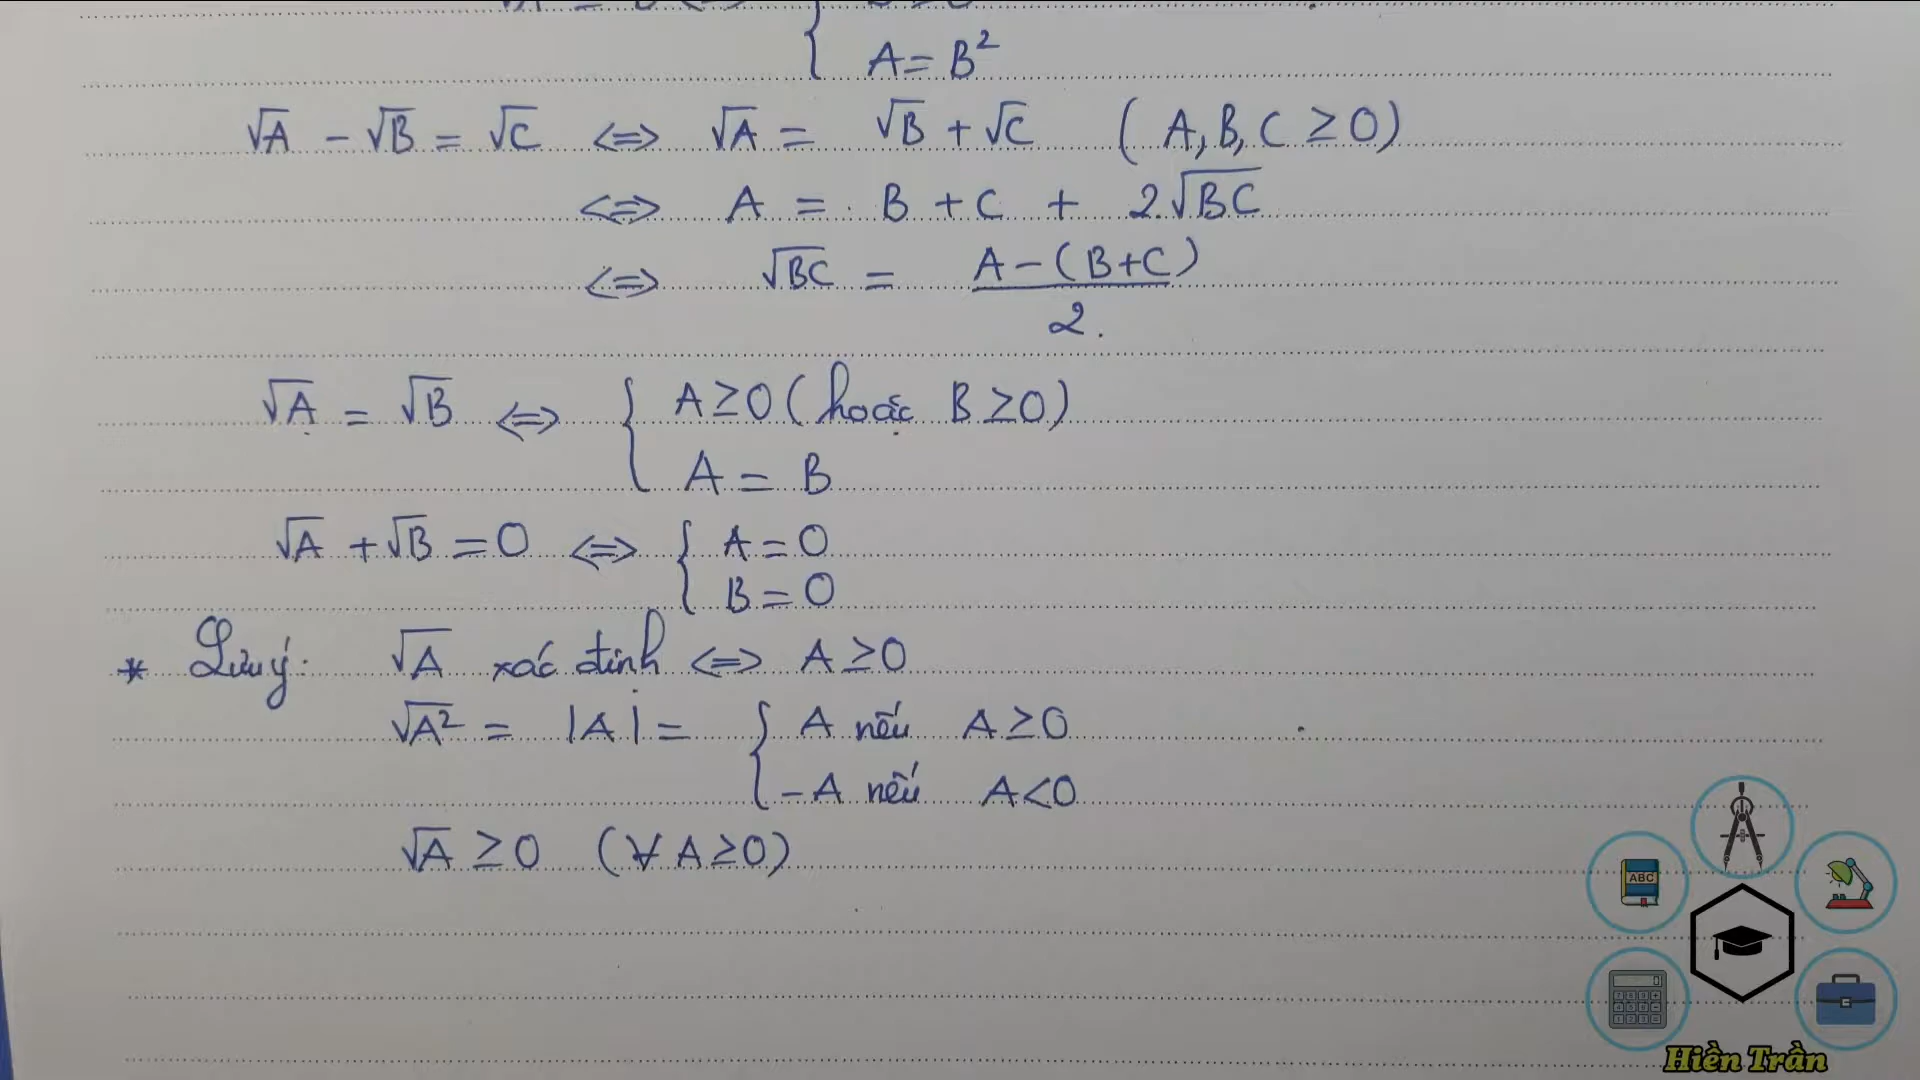 √A = B ⟺ { B ≥ 0
A = B²
√A − √B = √C ⟺ √A = √B + √C (A, B, C ≥ 0)
⟺ A = B + C + 2.√BC
⟺ √BC = A − (B+C) / 2.
√A = √B ⟺ { A ≥ 0 (hoặc B ≥ 0)
A = B
√A + √B = 0 ⟺ { A = 0
B = 0
* Lưu ý: √A xác định ⟺ A ≥ 0
√A² = |A| = { A nếu A ≥ 0
−A nếu A < 0
√A ≥ 0 (∀ A ≥ 0)
ABC
Hiền Trần